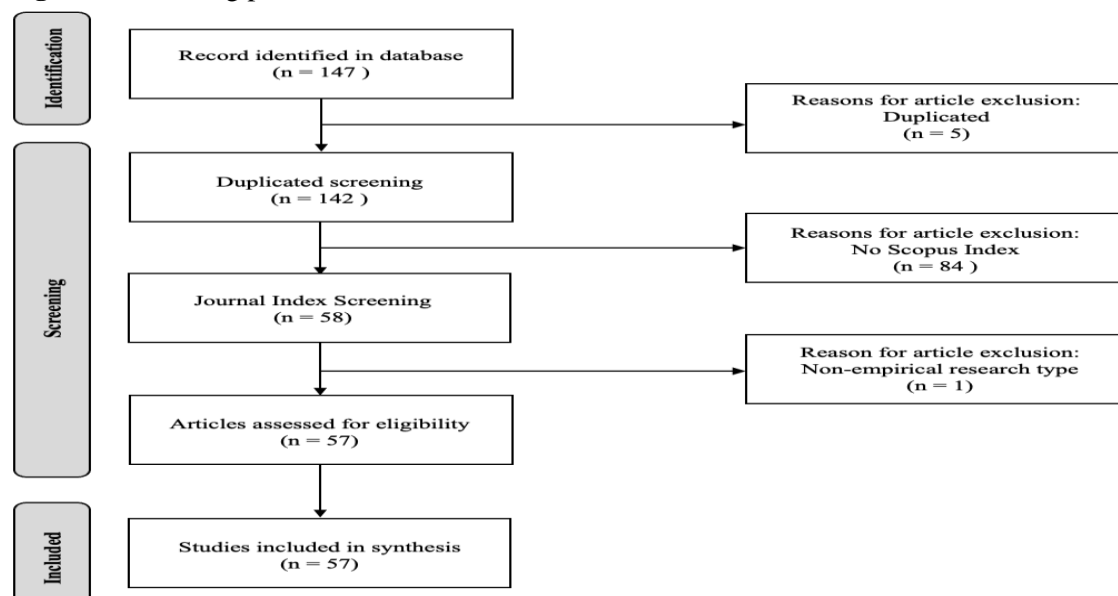 Identification
Record identified in database
(n = 147 )
Reasons for article exclusion:
Duplicated
(n = 5)
Screening
Duplicated screening
(n = 142 )
Reasons for article exclusion:
No Scopus Index
(n = 84 )
Journal Index Screening
(n = 58)
Reason for article exclusion:
Non-empirical research type
(n = 1)
Articles assessed for eligibility
(n = 57)
Included
Studies included in synthesis
(n = 57)